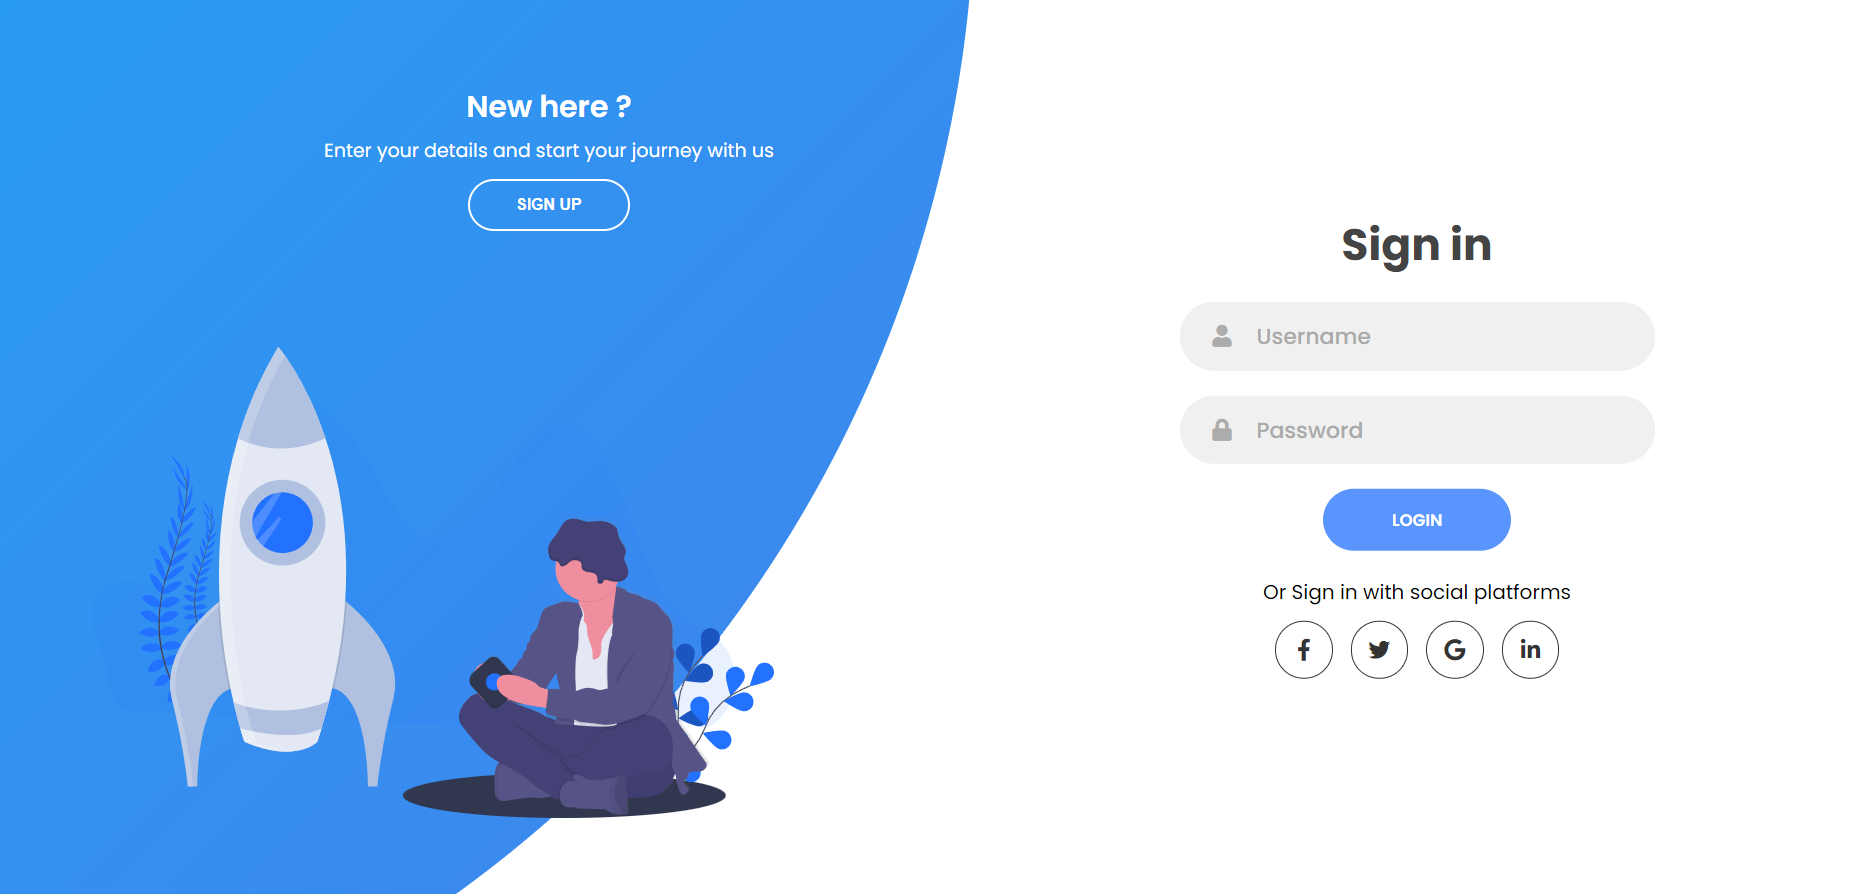 New here ?
Enter your details and start your journey with us
SIGN UP
Sign in
Username
Password
LOGIN
Or Sign in with social platforms